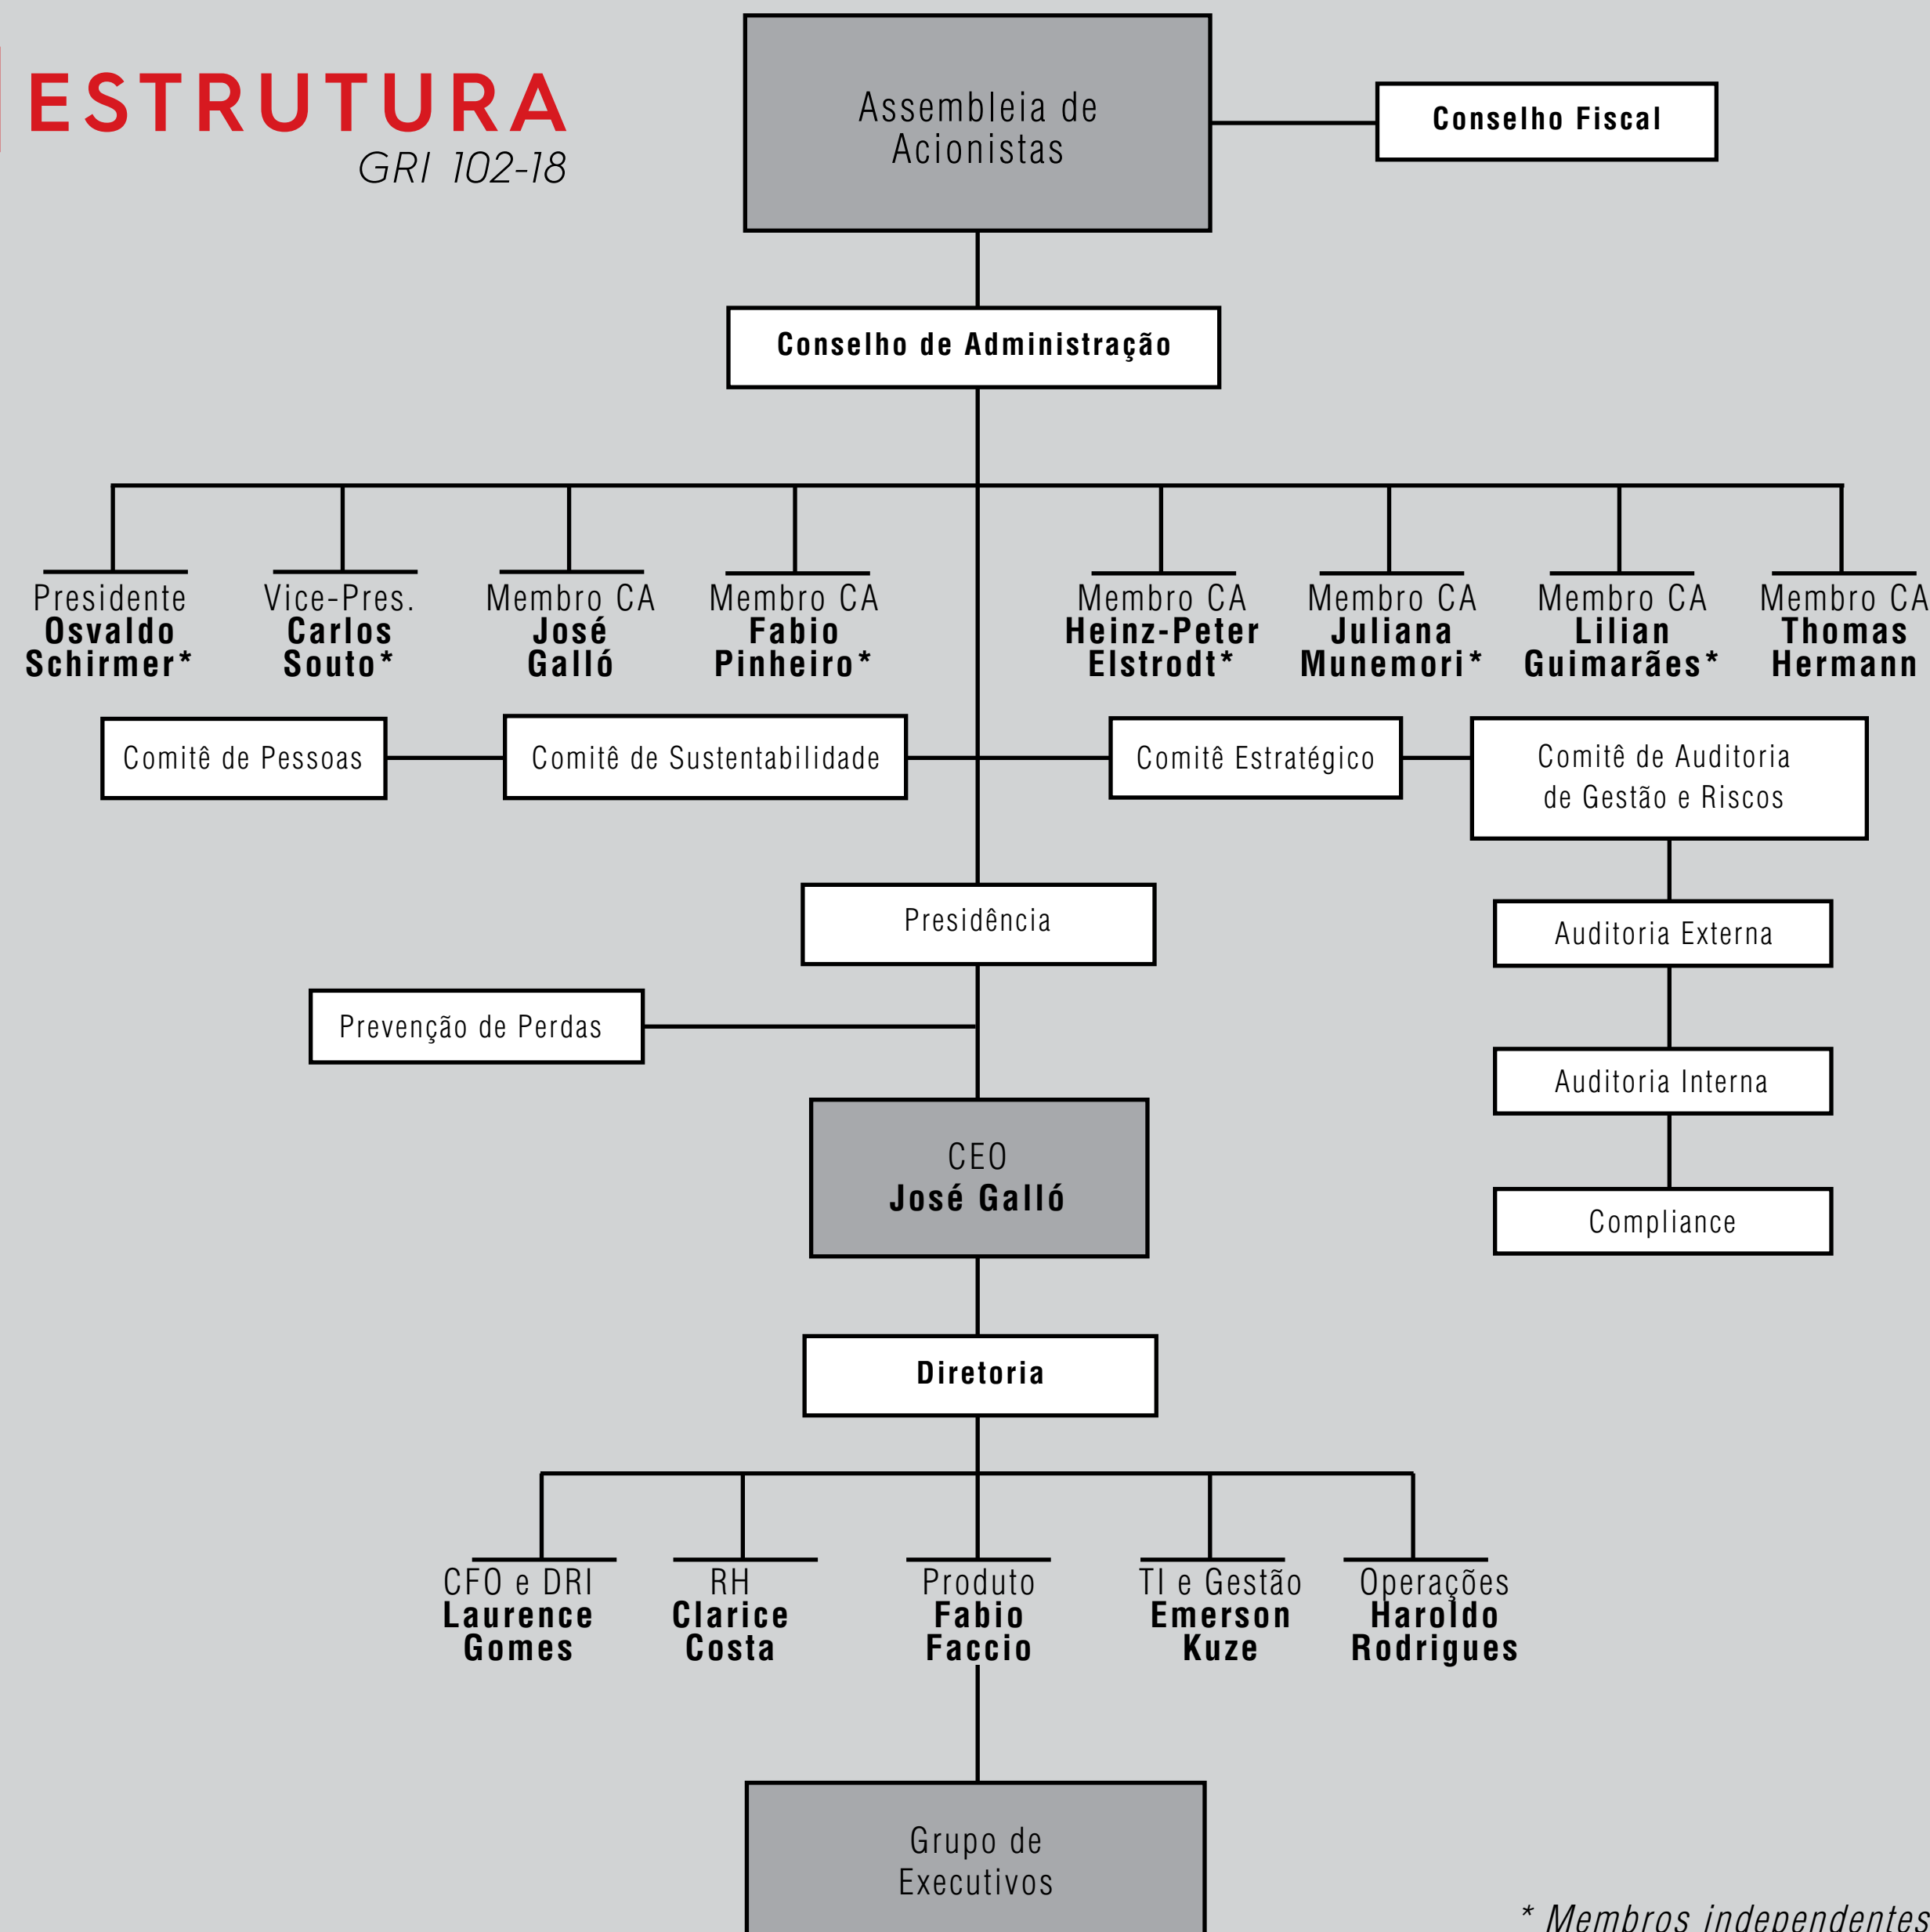 ESTRUTURA
GRI 102-18
Assembleia de
Acionistas
Conselho Fiscal
Conselho de Administração
Presidente
Osvaldo
Schirmer*
Vice-Pres.
Carlos
Souto*
Membro CA
José
Galló
Membro CA
Fabio
Pinheiro*
Membro CA
Heinz-Peter
Elstrodt*
Membro CA
Juliana
Munemori*
Membro CA
Lilian
Guimarães*
Membro CA
Thomas
Hermann
Comitê de Pessoas
Comitê de Sustentabilidade
Comitê Estratégico
Comitê de Auditoria
de Gestão e Riscos
Presidência
Auditoria Externa
Prevenção de Perdas
Auditoria Interna
CEO
José Galló
Compliance
Diretoria
CFO e DRI
Laurence
Gomes
RH
Clarice
Costa
Produto
Fabio
Faccio
TI e Gestão
Emerson
Kuze
Operações
Haroldo
Rodrigues
Grupo de
Executivos
* Membros independentes